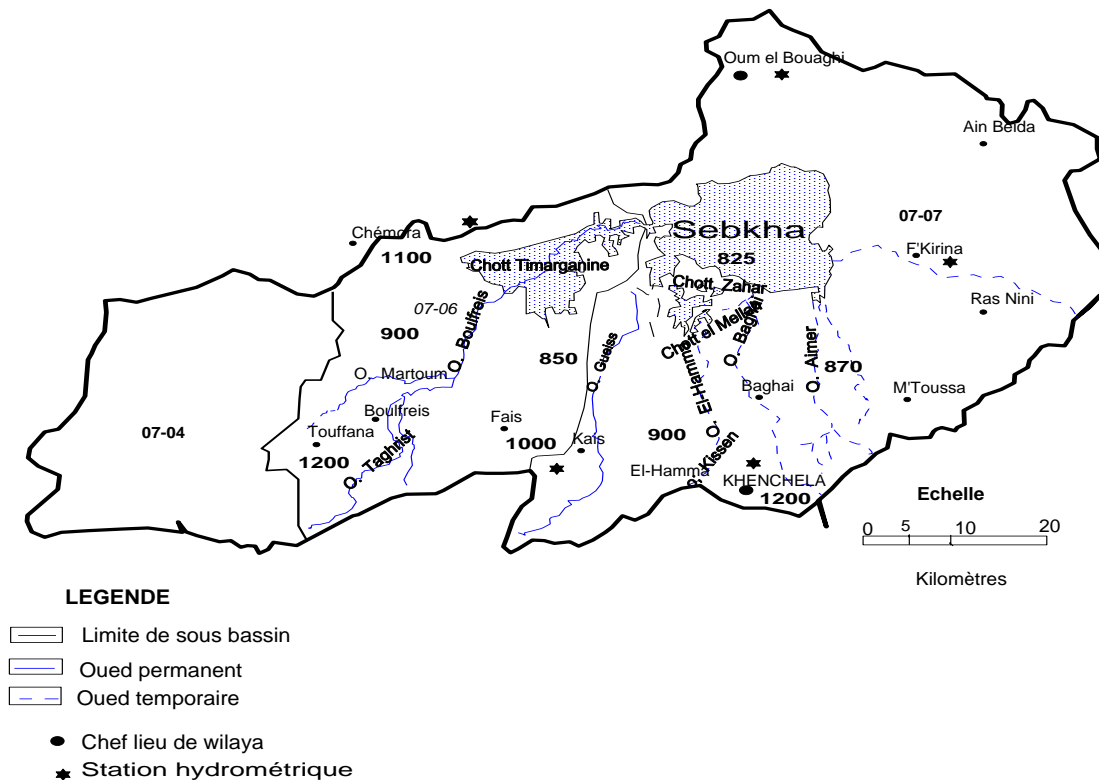 Oum el Bouaghi
Ain Beida
07-07
Sebkha
Chémora
F'Kirina
1100
825
Chott Timarganine
Chott Zahar
Ras Nini
07-06
900
O. Boulfreis
Chott el Mellah
O. Baghai
850
O. Gueiss
O. El-Hamma
O. Aimer
870
O. Martoum
Baghai
M'Toussa
Boulfreis
Fais
07-04
Touffana
1000
Kais
900
1200
O. Taghrist
El-Hamma
O. Kissen
KHENCHELA
1200
Echelle
0 5 10 20
Kilomètres
LEGENDE
Limite de sous bassin
Oued permanent
Oued temporaire
Chef lieu de wilaya
Station hydrométrique